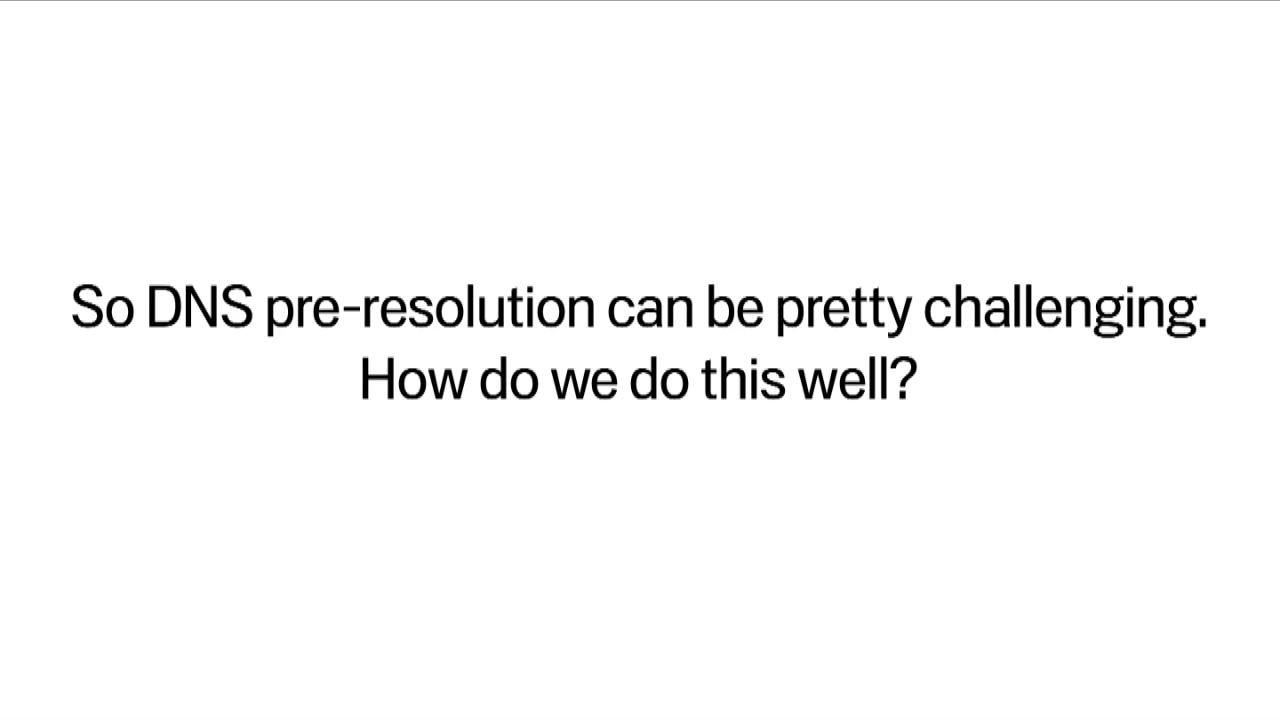 So DNS pre-resolution can be pretty challenging.
How do we do this well?